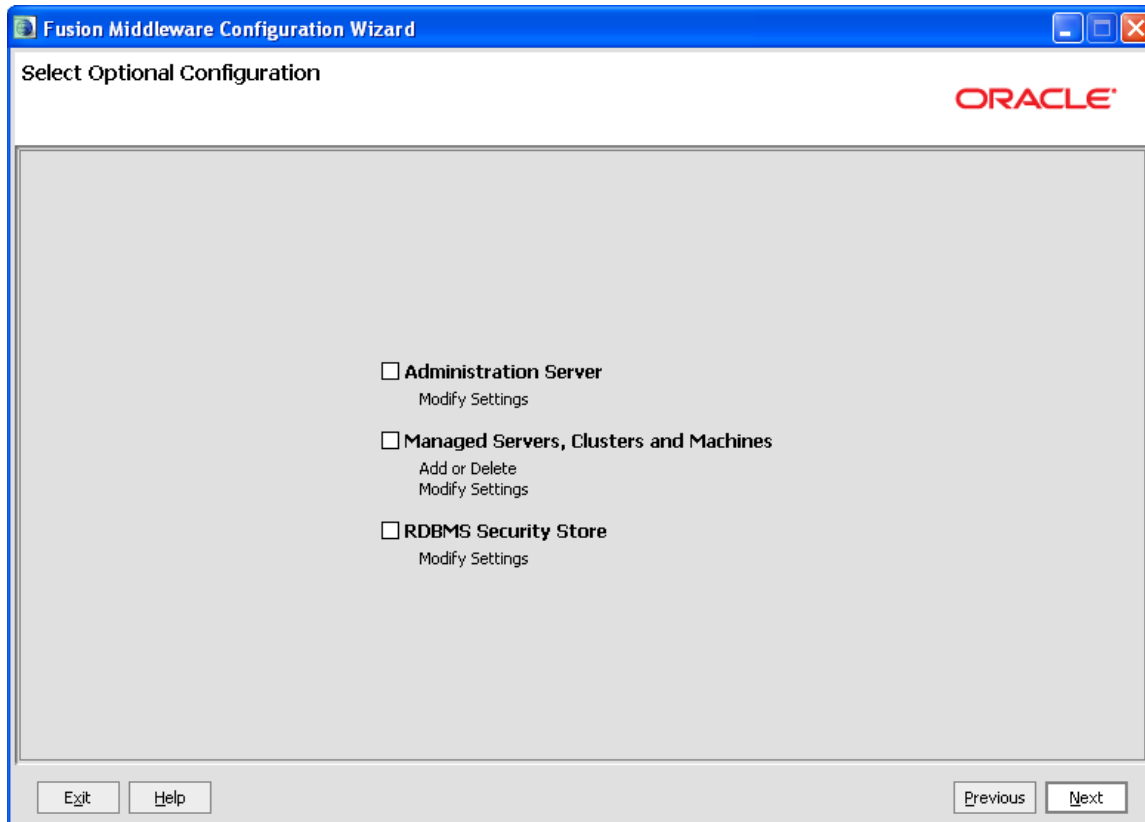 Fusion Middleware Configuration Wizard
Select Optional Configuration
ORACLE
Administration Server
Modify Settings
Managed Servers, Clusters and Machines
Add or Delete
Modify Settings
RDBMS Security Store
Modify Settings
Exit Help Previous Next